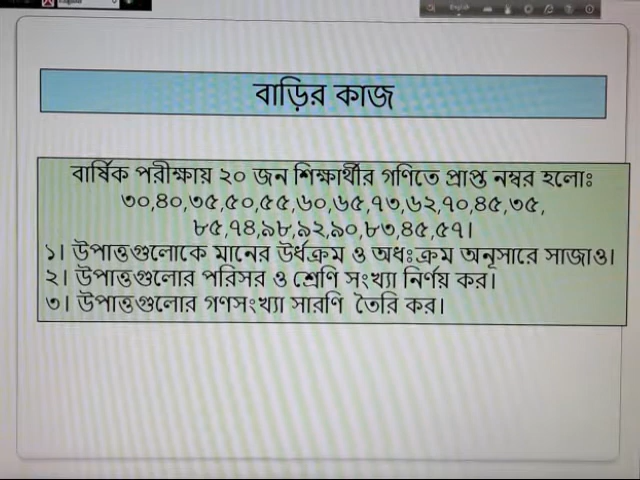 English
বাড়ির কাজ
বার্ষিক পরীক্ষায় ২০ জন শিক্ষার্থীর গণিতে প্রাপ্ত নম্বর হলোঃ
৩০,৪০,৩৫,৫০,৫৫,৬০,৬৫,৭৩,৬২,৭০,৪৫,৩৫,
৮৫,৭৪,৯৮,৯২,৯০,৮৩,৪৫,৫৭।
১। উপাত্তগুলোকে মানের উর্ধক্রম ও অধঃক্রম অনূসারে সাজাও।
২। উপাত্তগুলোর পরিসর ও শ্রেণি সংখ্যা নির্ণয় কর।
৩। উপাত্তগুলোর গণসংখ্যা সারণি তৈরি কর।